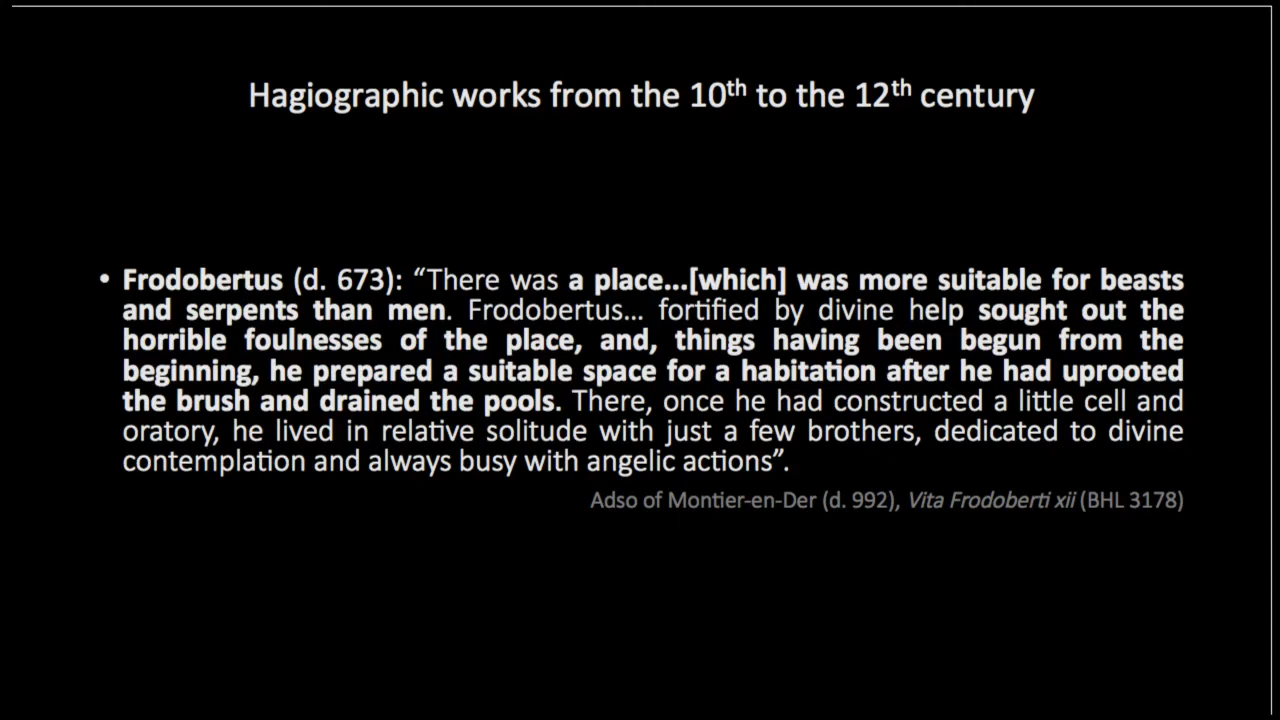 Hagiographic works from the 10th to the 12th century
• Frodobertus (d. 673): “There was a place...[which] was more suitable for beasts
and serpents than men. Frodobertus... fortified by divine help sought out the
horrible foulnesses of the place, and, things having been begun from the
beginning, he prepared a suitable space for a habitation after he had uprooted
the brush and drained the pools. There, once he had constructed a little cell and
oratory, he lived in relative solitude with just a few brothers, dedicated to divine
contemplation and always busy with angelic actions”.
Adso of Montier-en-Der (d. 992), Vita Frodoberti xii (BHL 3178)